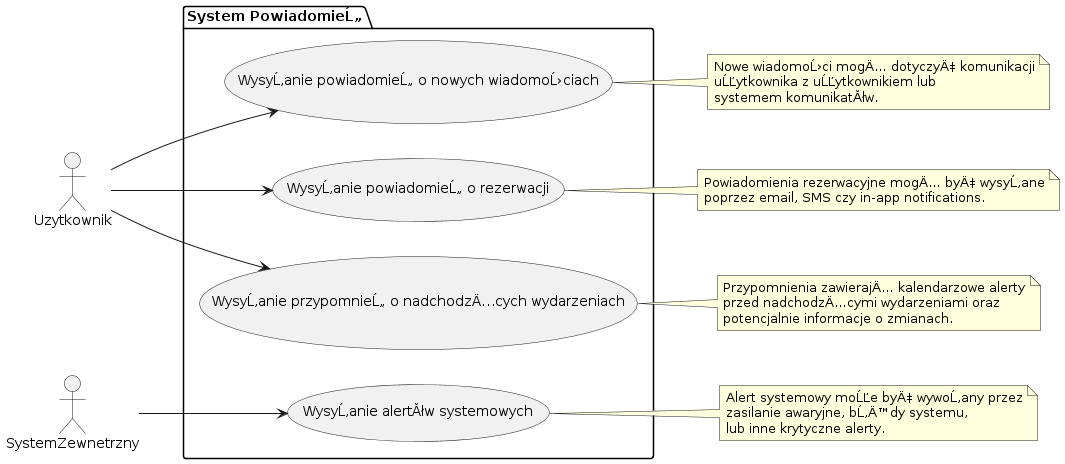 System PowiadomieĹ„
WysyĹ‚anie powiadomieĹ„ o nowych wiadomoĹ›ciach
Nowe wiadomoĹ›ci mogÄ… dotyczyÄ‡ komunikacji
uĹĽytkownika z uĹĽytkownikiem lub
systemem komunikatĂłw.
Uzytkownik
WysyĹ‚anie powiadomieĹ„ o rezerwacji
Powiadomienia rezerwacyjne mogÄ… byÄ‡ wysyĹ‚ane
poprzez email, SMS czy in-app notifications.
WysyĹ‚anie przypomnieĹ„ o nadchodzÄ…cych wydarzeniach
Przypomnienia zawierajÄ… kalendarzowe alerty
przed nadchodzÄ…cymi wydarzeniami oraz
potencjalnie informacje o zmianach.
SystemZewnetrzny
WysyĹ‚anie alertĂłw systemowych
Alert systemowy moĹĽe byÄ‡ wywoĹ‚any przez
zasilanie awaryjne, bĹ‚Ä™dy systemu,
lub inne krytyczne alerty.